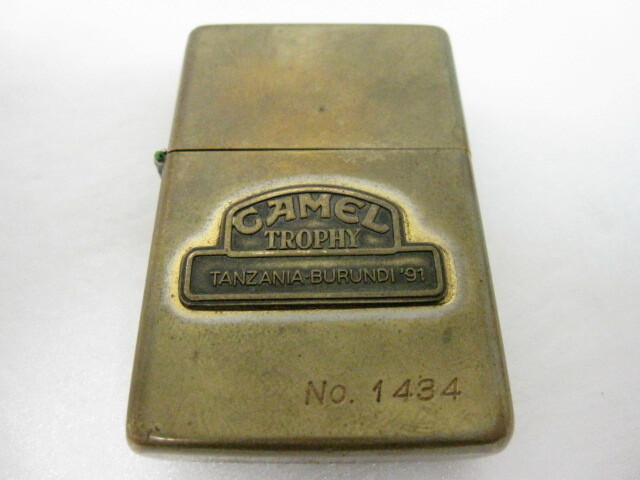 CAMEL
TROPHY
TANZANIA-BURUNDI '91
No. 1434